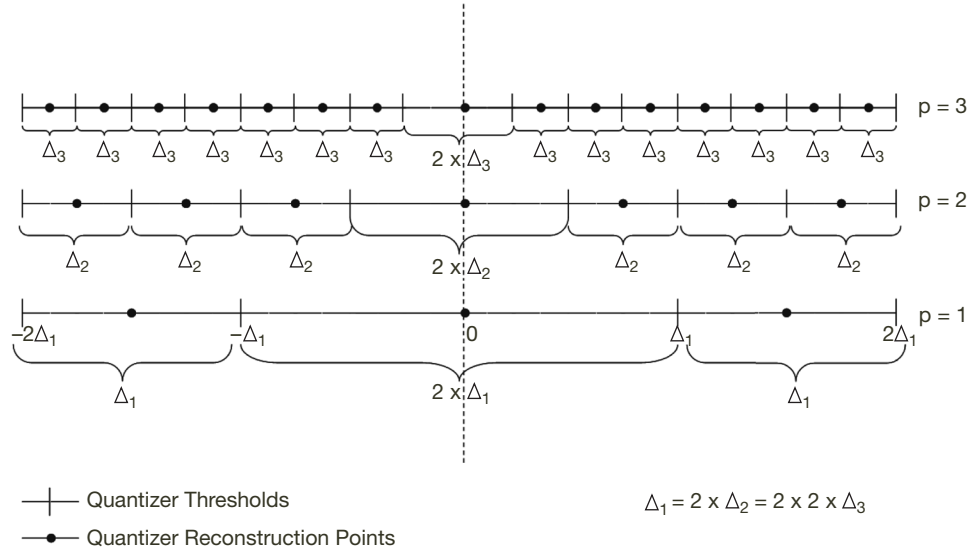 p = 3
Δ₃ Δ₃ Δ₃ Δ₃ Δ₃ Δ₃ Δ₃ 2 x Δ₃ Δ₃ Δ₃ Δ₃ Δ₃ Δ₃ Δ₃ Δ₃
p = 2
Δ₂ Δ₂ Δ₂ 2 x Δ₂ Δ₂ Δ₂ Δ₂
p = 1
−2Δ₁ −Δ₁ 0 Δ₁ 2Δ₁
Δ₁ 2 x Δ₁ Δ₁
Quantizer Thresholds
Δ₁ = 2 x Δ₂ = 2 x 2 x Δ₃
Quantizer Reconstruction Points